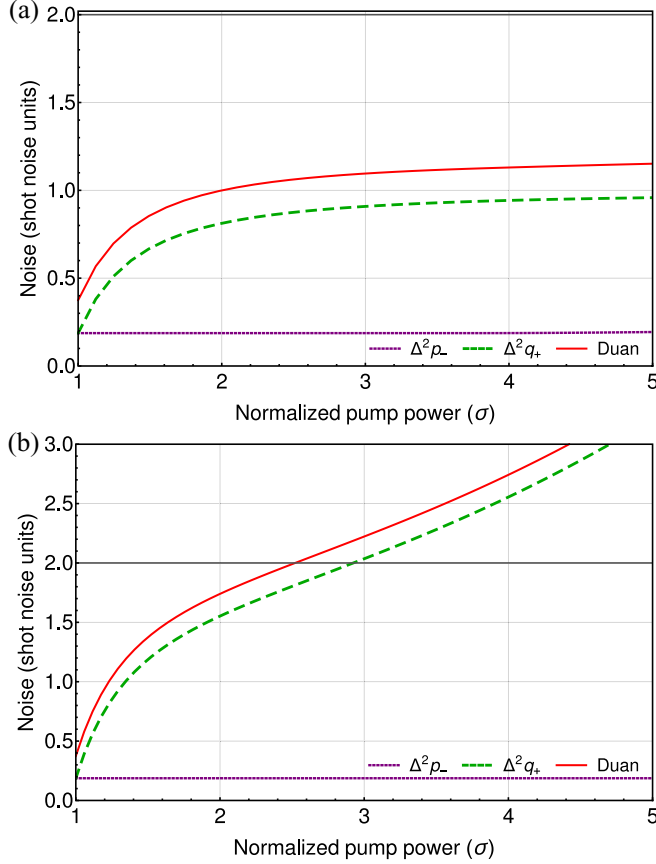 (a)
2.0
1.5
1.0
0.5
0.0
Noise (shot noise units)
Δ²p₋ Δ²q₊ Duan
1 2 3 4 5
Normalized pump power (σ)
(b)
3.0
2.5
2.0
1.5
1.0
0.5
0.0
Noise (shot noise units)
Δ²p₋ Δ²q₊ Duan
1 2 3 4 5
Normalized pump power (σ)